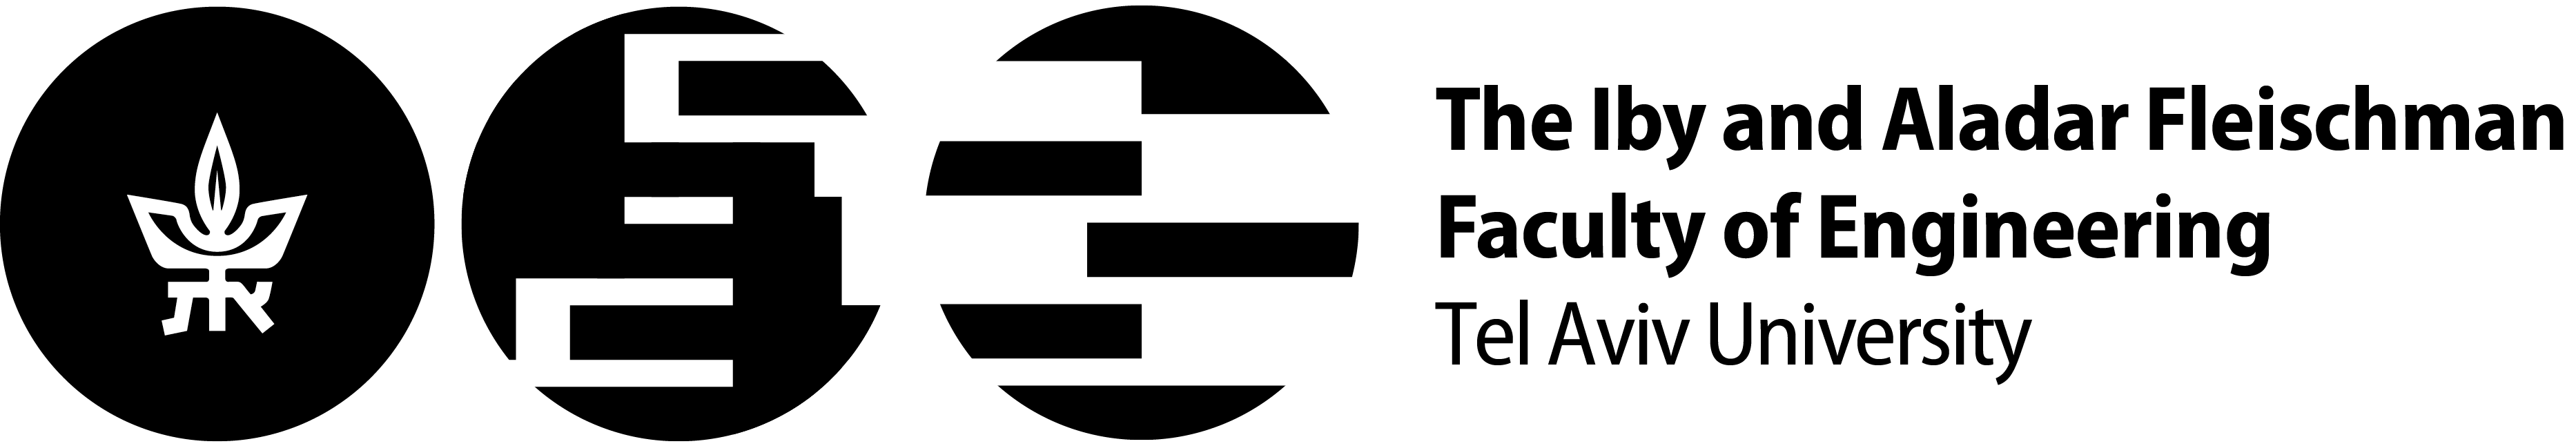 The Iby and Aladar Fleischman
Faculty of Engineering
Tel Aviv University